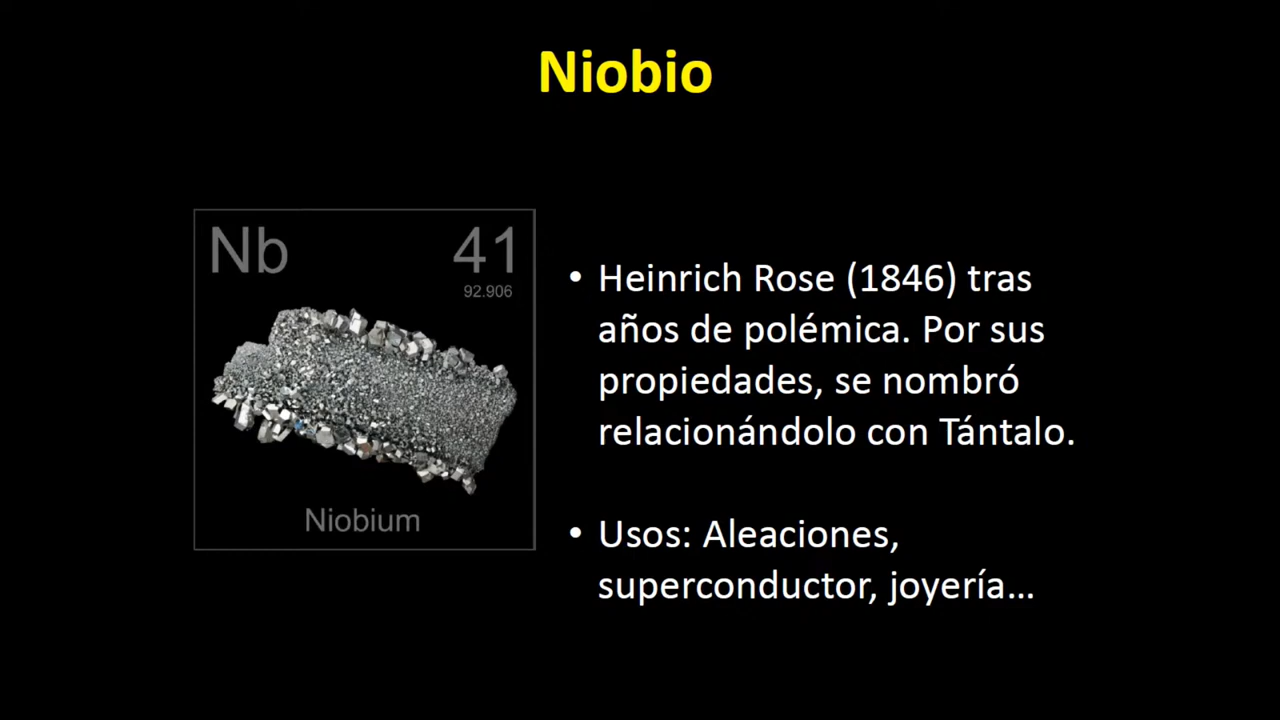 Niobio
Nb 41
92.906
Niobium
• Heinrich Rose (1846) tras
años de polémica. Por sus
propiedades, se nombró
relacionándolo con Tántalo.
• Usos: Aleaciones,
superconductor, joyería...